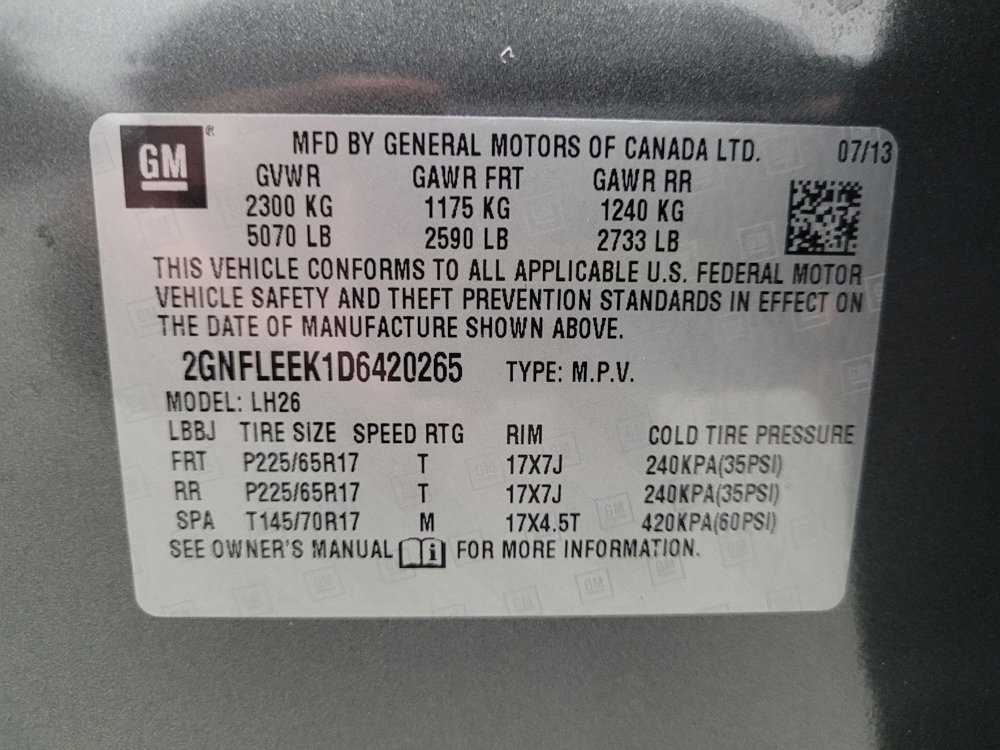 GM®
MFD BY GENERAL MOTORS OF CANADA LTD. 07/13
GVWR GAWR FRT GAWR RR
2300 KG 1175 KG 1240 KG
5070 LB 2590 LB 2733 LB
THIS VEHICLE CONFORMS TO ALL APPLICABLE U.S. FEDERAL MOTOR
VEHICLE SAFETY AND THEFT PREVENTION STANDARDS IN EFFECT ON
THE DATE OF MANUFACTURE SHOWN ABOVE.
2GNFLEEK1D6420265 TYPE: M.P.V.
MODEL: LH26
LBBJ TIRE SIZE SPEED RTG RIM COLD TIRE PRESSURE
FRT P225/65R17 T 17X7J 240KPA(35PSI)
RR P225/65R17 T 17X7J 240KPA(35PSI)
SPA T145/70R17 M 17X4.5T 420KPA(60PSI)
SEE OWNER'S MANUAL i FOR MORE INFORMATION.